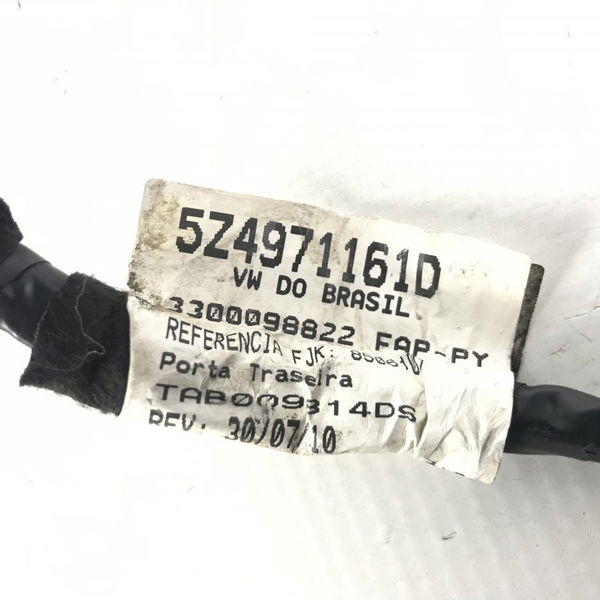 5Z4971161D
VW DO BRASIL
3300098822 FAP-PY
REFERENCIA FJK:
Porta Traseira
TAB009314DS
REV: 30/07/10